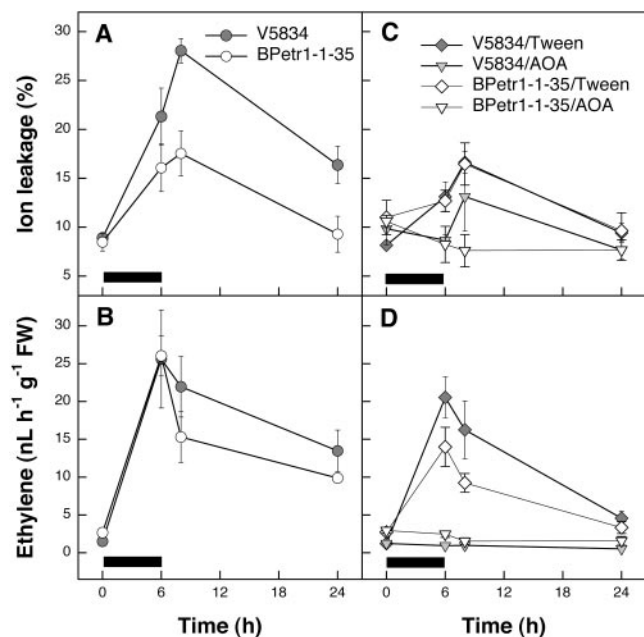 A
V5834
BPetr1-1-35
C
V5834/Tween
V5834/AOA
BPetr1-1-35/Tween
BPetr1-1-35/AOA
Ion leakage (%)
30
25
20
15
10
5
B
D
Ethylene (nL h⁻¹ g⁻¹ FW)
30
25
20
15
10
5
0
0 6 12 18 24 0 6 12 18 24
Time (h) Time (h)